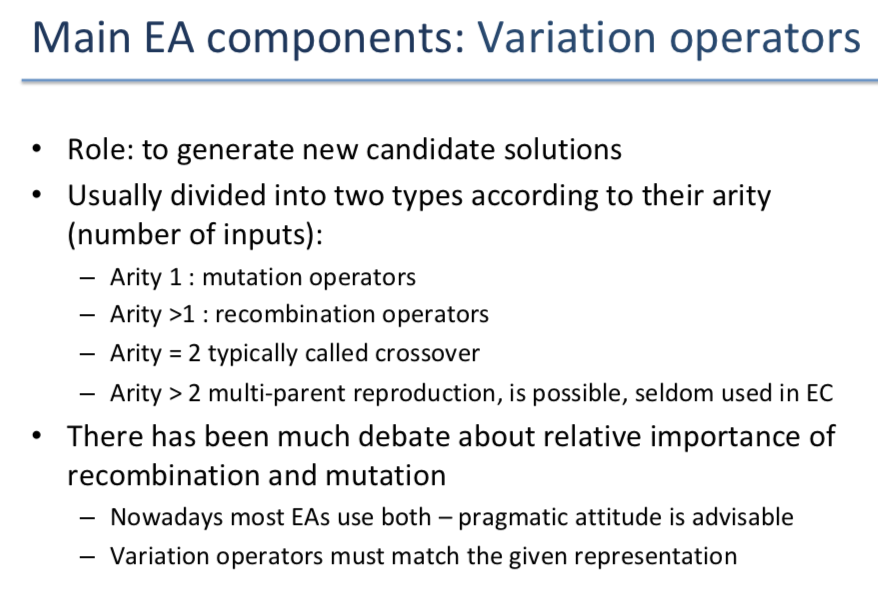 Main EA components: Variation operators
• Role: to generate new candidate solutions
• Usually divided into two types according to their arity
(number of inputs):
– Arity 1 : mutation operators
– Arity >1 : recombination operators
– Arity = 2 typically called crossover
– Arity > 2 multi-parent reproduction, is possible, seldom used in EC
• There has been much debate about relative importance of
recombination and mutation
– Nowadays most EAs use both – pragmatic attitude is advisable
– Variation operators must match the given representation